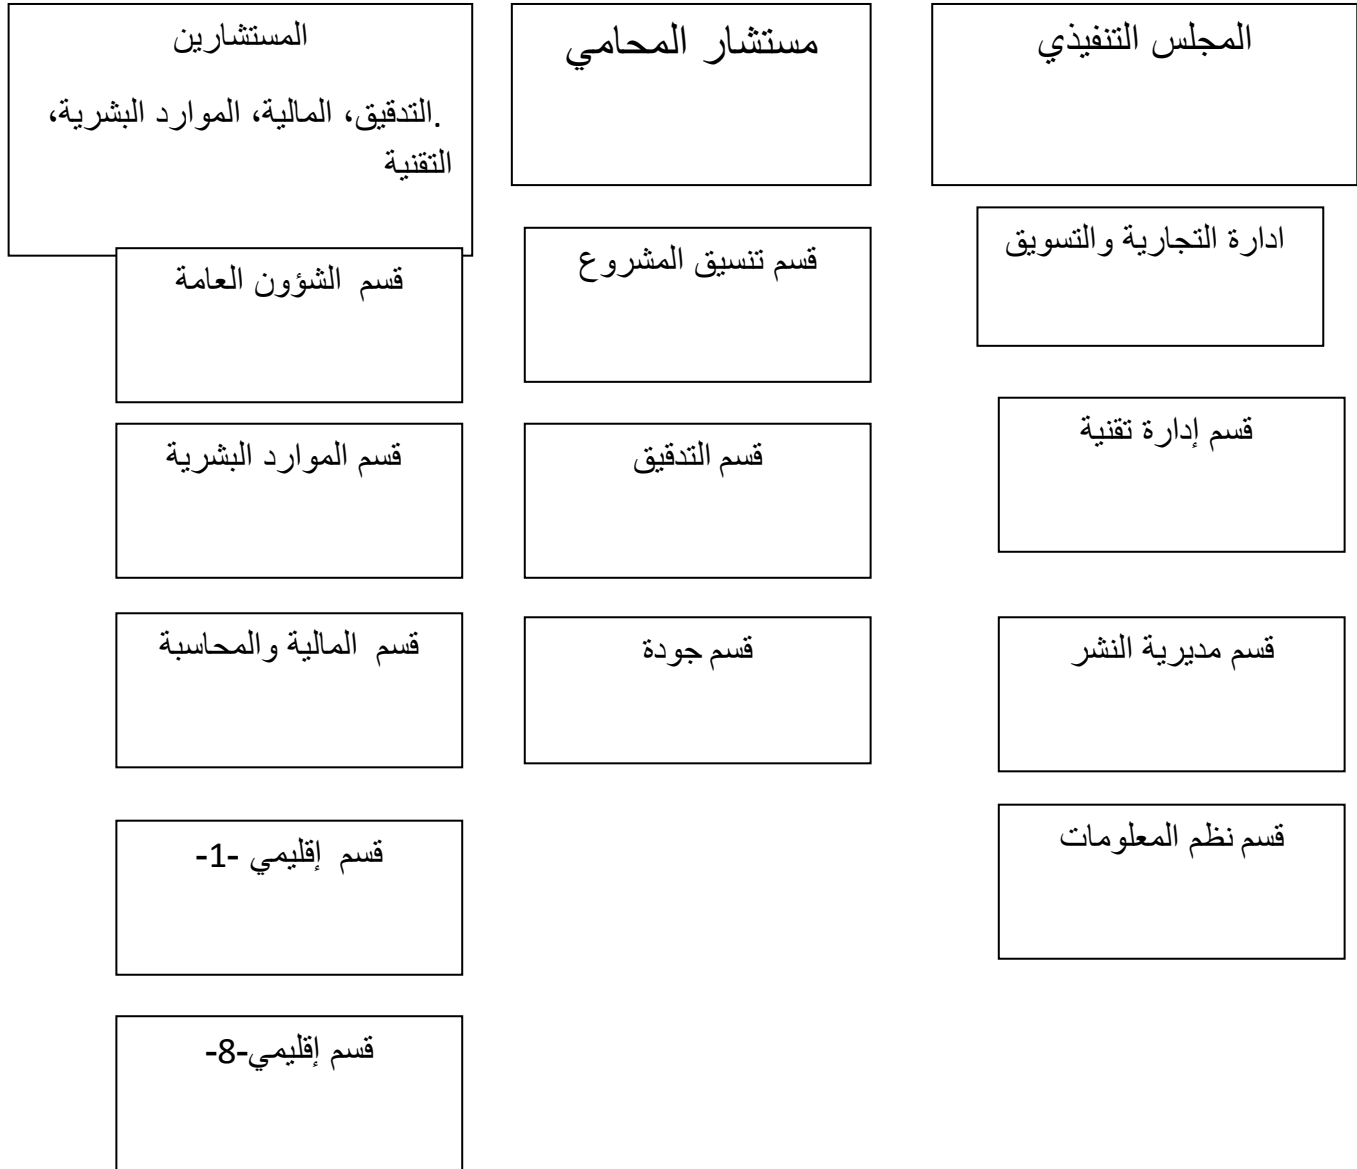 المجلس التنفيذي
مستشار المحامي
المستشارين
.التدقيق، المالية، الموارد البشرية،
التقنية
ادارة التجارية والتسويق
قسم تنسيق المشروع
قسم الشؤون العامة
قسم إدارة تقنية
قسم التدقيق
قسم الموارد البشرية
قسم مديرية النشر
قسم جودة
قسم المالية والمحاسبة
قسم نظم المعلومات
قسم إقليمي -1-
قسم إقليمي-8-